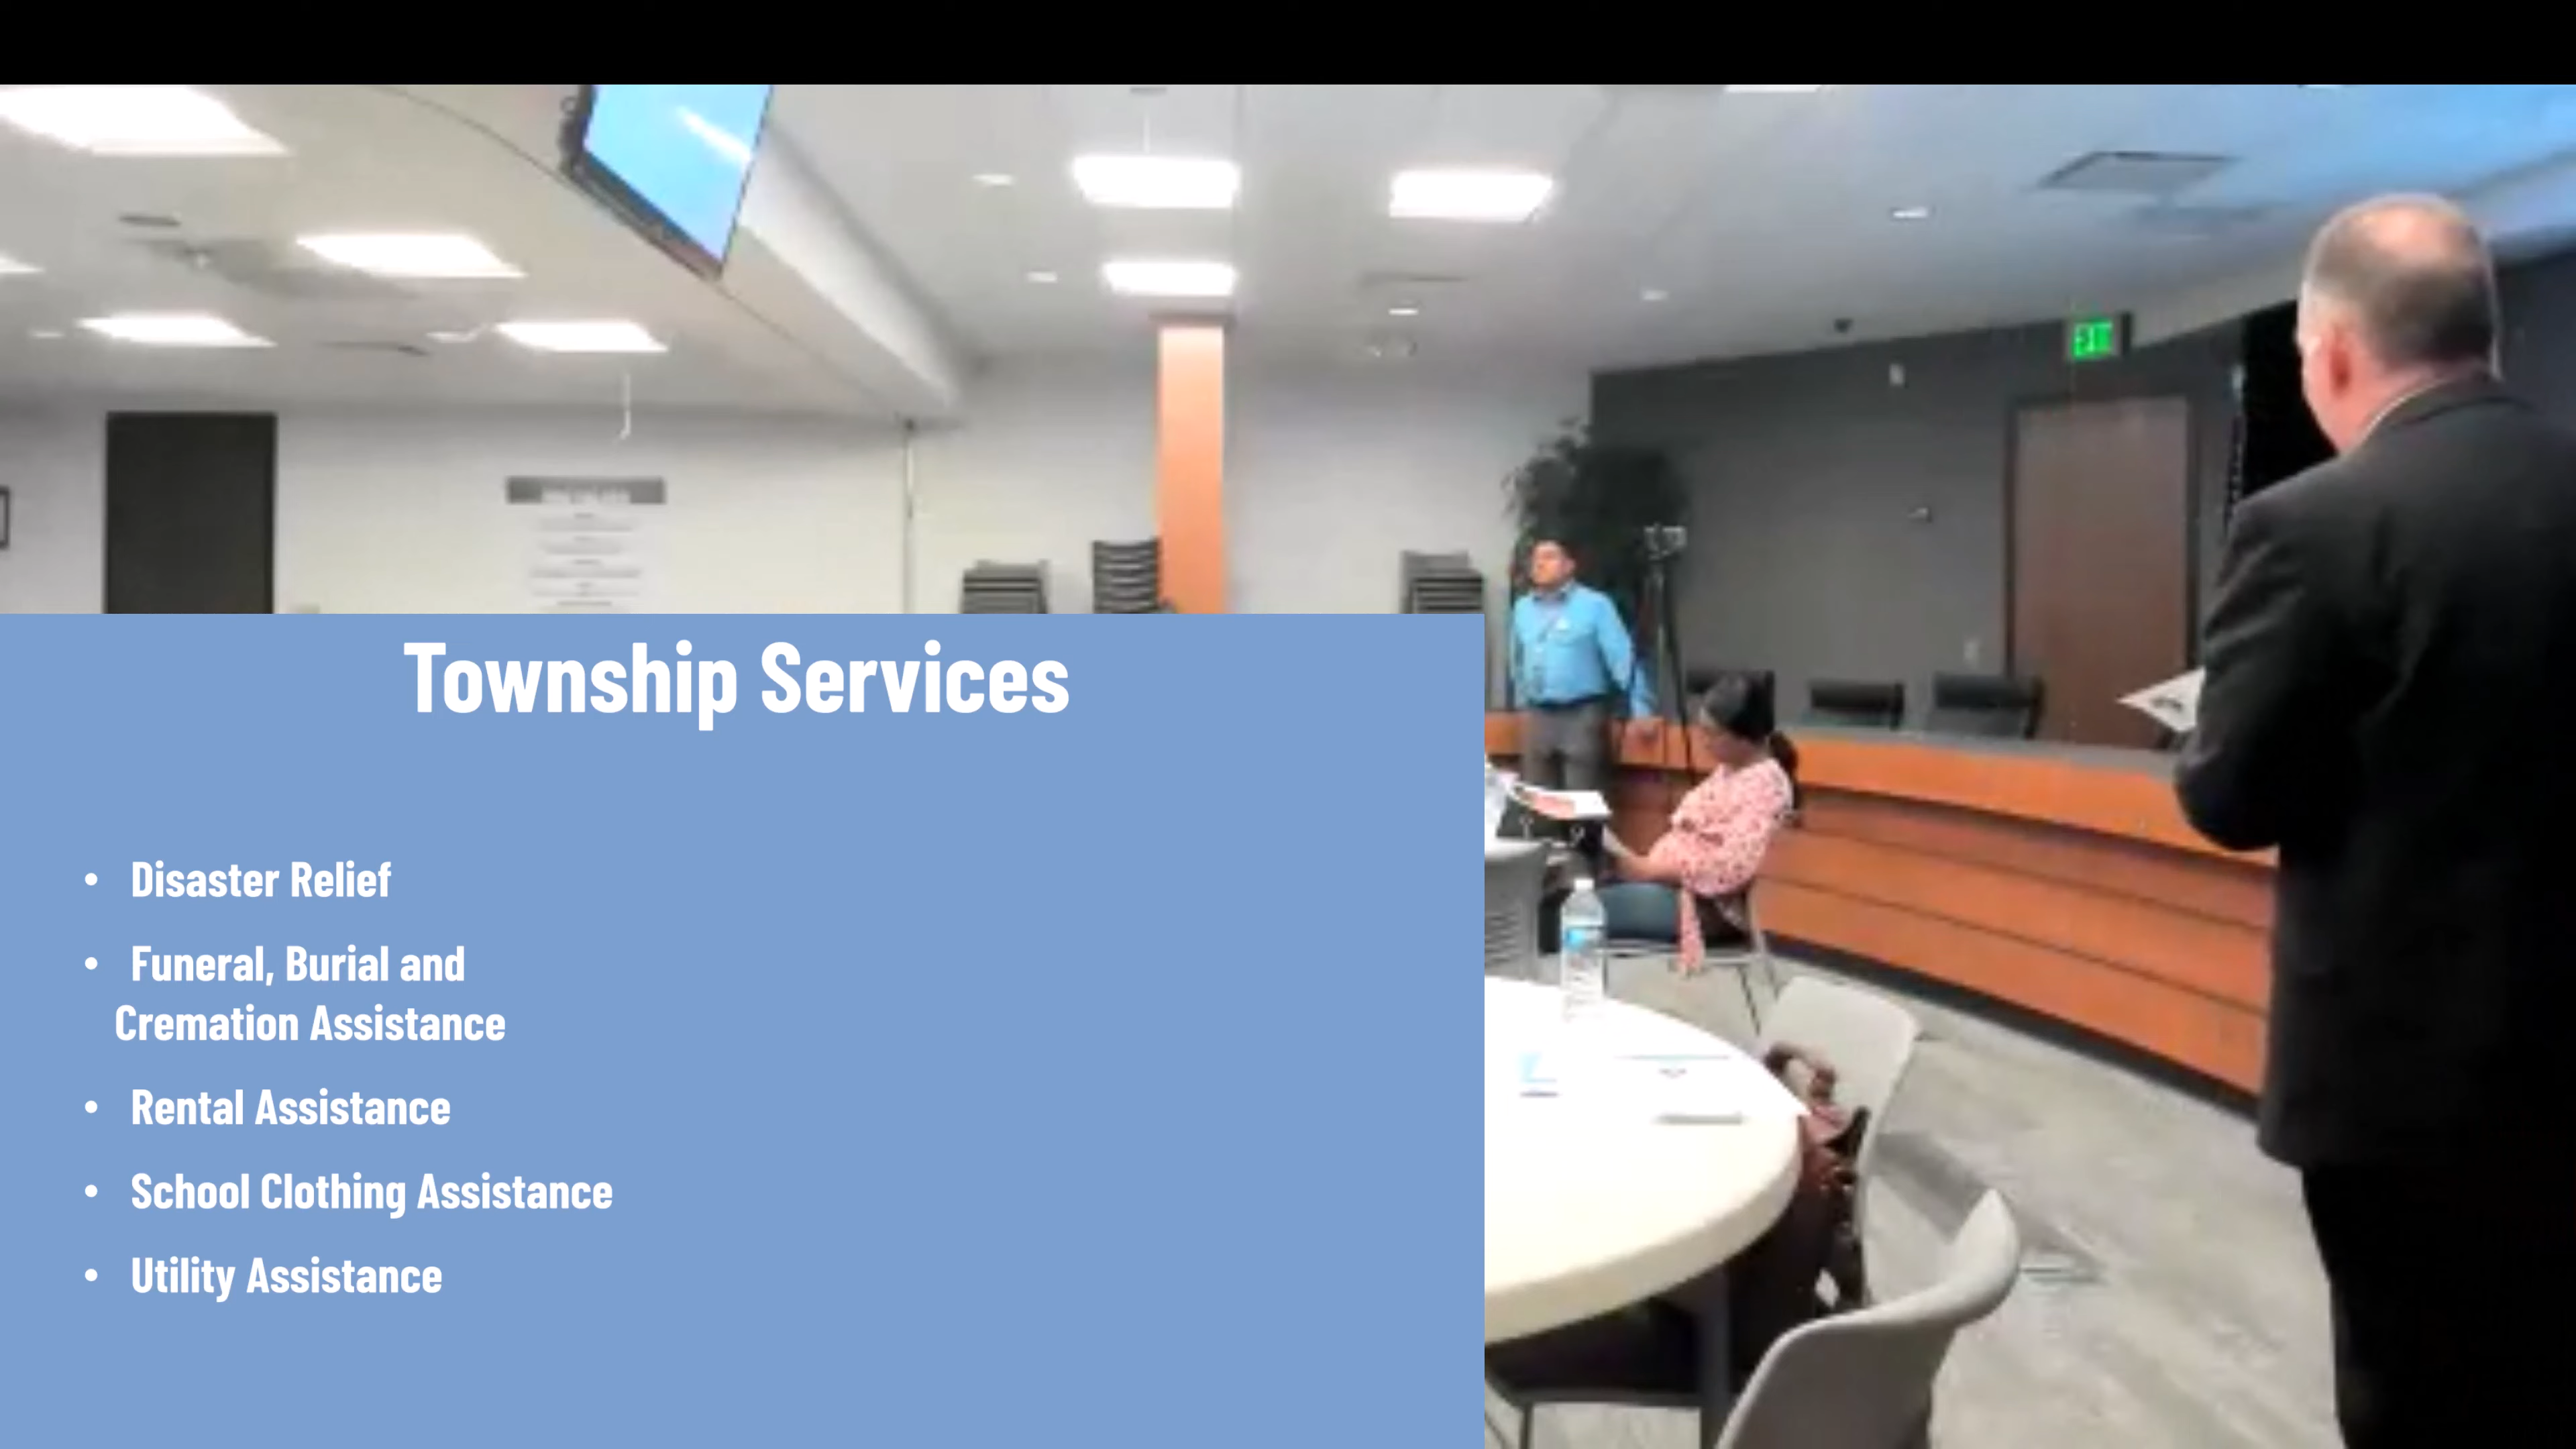 EXIT
Township Services
• Disaster Relief
• Funeral, Burial and
Cremation Assistance
• Rental Assistance
• School Clothing Assistance
• Utility Assistance